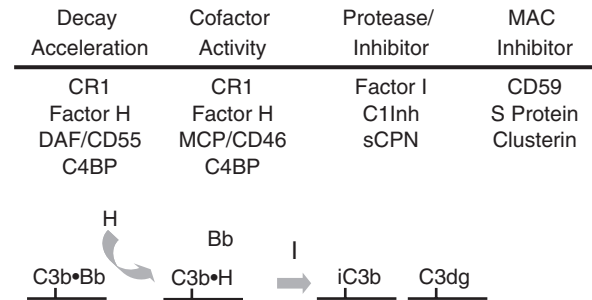 Decay Cofactor Protease/ MAC
Acceleration Activity Inhibitor Inhibitor
CR1 CR1 Factor I CD59
Factor H Factor H C1Inh S Protein
DAF/CD55 MCP/CD46 sCPN Clusterin
C4BP C4BP
H
Bb I
C3b•Bb C3b•H iC3b C3dg